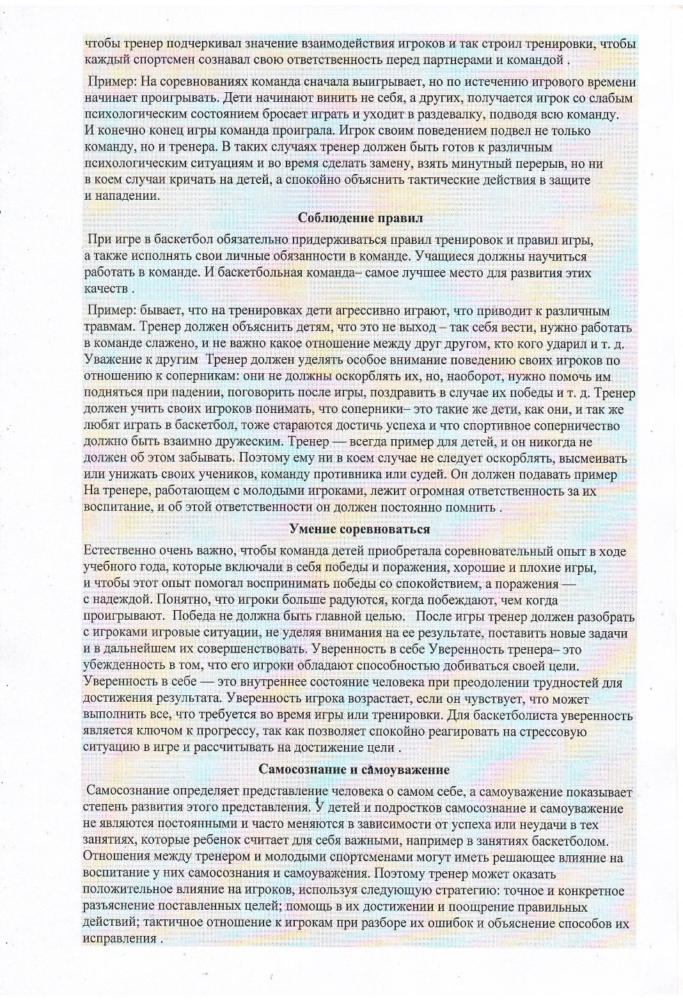 чтобы тренер подчеркивал значение взаимодействия игроков и так строил тренировки, чтобы
каждый спортсмен сознавал свою ответственность перед партнерами и командой .
Пример: На соревнованиях команда сначала выигрывает, но по истечению игрового времени
начинает проигрывать. Дети начинают винить не себя, а других, получается игрок со слабым
психологическим состоянием бросает играть и уходит в раздевалку, подводя всю команду.
И конечно конец игры команда проиграла. Игрок своим поведением подвел не только
команду, но и тренера. В таких случаях тренер должен быть готов к различным
психологическим ситуациям и во время сделать замену, взять минутный перерыв, но ни
в коем случаи кричать на детей, а спокойно объяснить тактические действия в защите
и нападении.
Соблюдение правил
При игре в баскетбол обязательно придерживаться правил тренировок и правил игры,
а также исполнять свои личные обязанности в команде. Учащиеся должны научиться
работать в команде. И баскетбольная команда– самое лучшее место для развития этих
качеств .
Пример: бывает, что на тренировках дети агрессивно играют, что приводит к различным
травмам. Тренер должен объяснить детям, что это не выход – так себя вести, нужно работать
в команде слажено, и не важно какое отношение между друг другом, кто кого ударил и т. д.
Уважение к другим  Тренер должен уделять особое внимание поведению своих игроков по
отношению к соперникам: они не должны оскорблять их, но, наоборот, нужно помочь им
подняться при падении, поговорить после игры, поздравить в случае их победы и т. д. Тренер
должен учить своих игроков понимать, что соперники– это такие же дети, как они, и так же
любят играть в баскетбол, тоже стараются достичь успеха и что спортивное соперничество
должно быть взаимно дружеским. Тренер — всегда пример для детей, и он никогда не
должен об этом забывать. Поэтому ему ни в коем случае не следует оскорблять, высмеивать
или унижать своих учеников, команду противника или судей. Он должен подавать пример
На тренере, работающем с молодыми игроками, лежит огромная ответственность за их
воспитание, и об этой ответственности он должен постоянно помнить .
Умение соревноваться
Естественно очень важно, чтобы команда детей приобретала соревновательный опыт в ходе
учебного года, которые включали в себя победы и поражения, хорошие и плохие игры,
и чтобы этот опыт помогал воспринимать победы со спокойствием, а поражения —
с надеждой. Понятно, что игроки больше радуются, когда побеждают, чем когда
проигрывают.  Победа не должна быть главной целью.   После игры тренер должен разобрать
с игроками игровые ситуации, не уделяя внимания на ее результате, поставить новые задачи
и в дальнейшем их совершенствовать. Уверенность в себе Уверенность тренера– это
убежденность в том, что его игроки обладают способностью добиваться своей цели.
Уверенность в себе — это внутреннее состояние человека при преодолении трудностей для
достижения результата. Уверенность игрока возрастает, если он чувствует, что может
выполнить все, что требуется во время игры или тренировки. Для баскетболиста уверенность
является ключом к прогрессу, так как позволяет спокойно реагировать на стрессовую
ситуацию в игре и рассчитывать на достижение цели .
Самосознание и самоуважение
Самосознание определяет представление человека о самом себе, а самоуважение показывает
степень развития этого представления. У детей и подростков самосознание и самоуважение
не являются постоянными и часто меняются в зависимости от успеха или неудачи в тех
занятиях, которые ребенок считает для себя важными, например в занятиях баскетболом.
Отношения между тренером и молодыми спортсменами могут иметь решающее влияние на
воспитание у них самосознания и самоуважения. Поэтому тренер может оказать
положительное влияние на игроков, используя следующую стратегию: точное и конкретное
разъяснение поставленных целей; помощь в их достижении и поощрение правильных
действий; тактичное отношение к игрокам при разборе их ошибок и объяснение способов их
исправления .